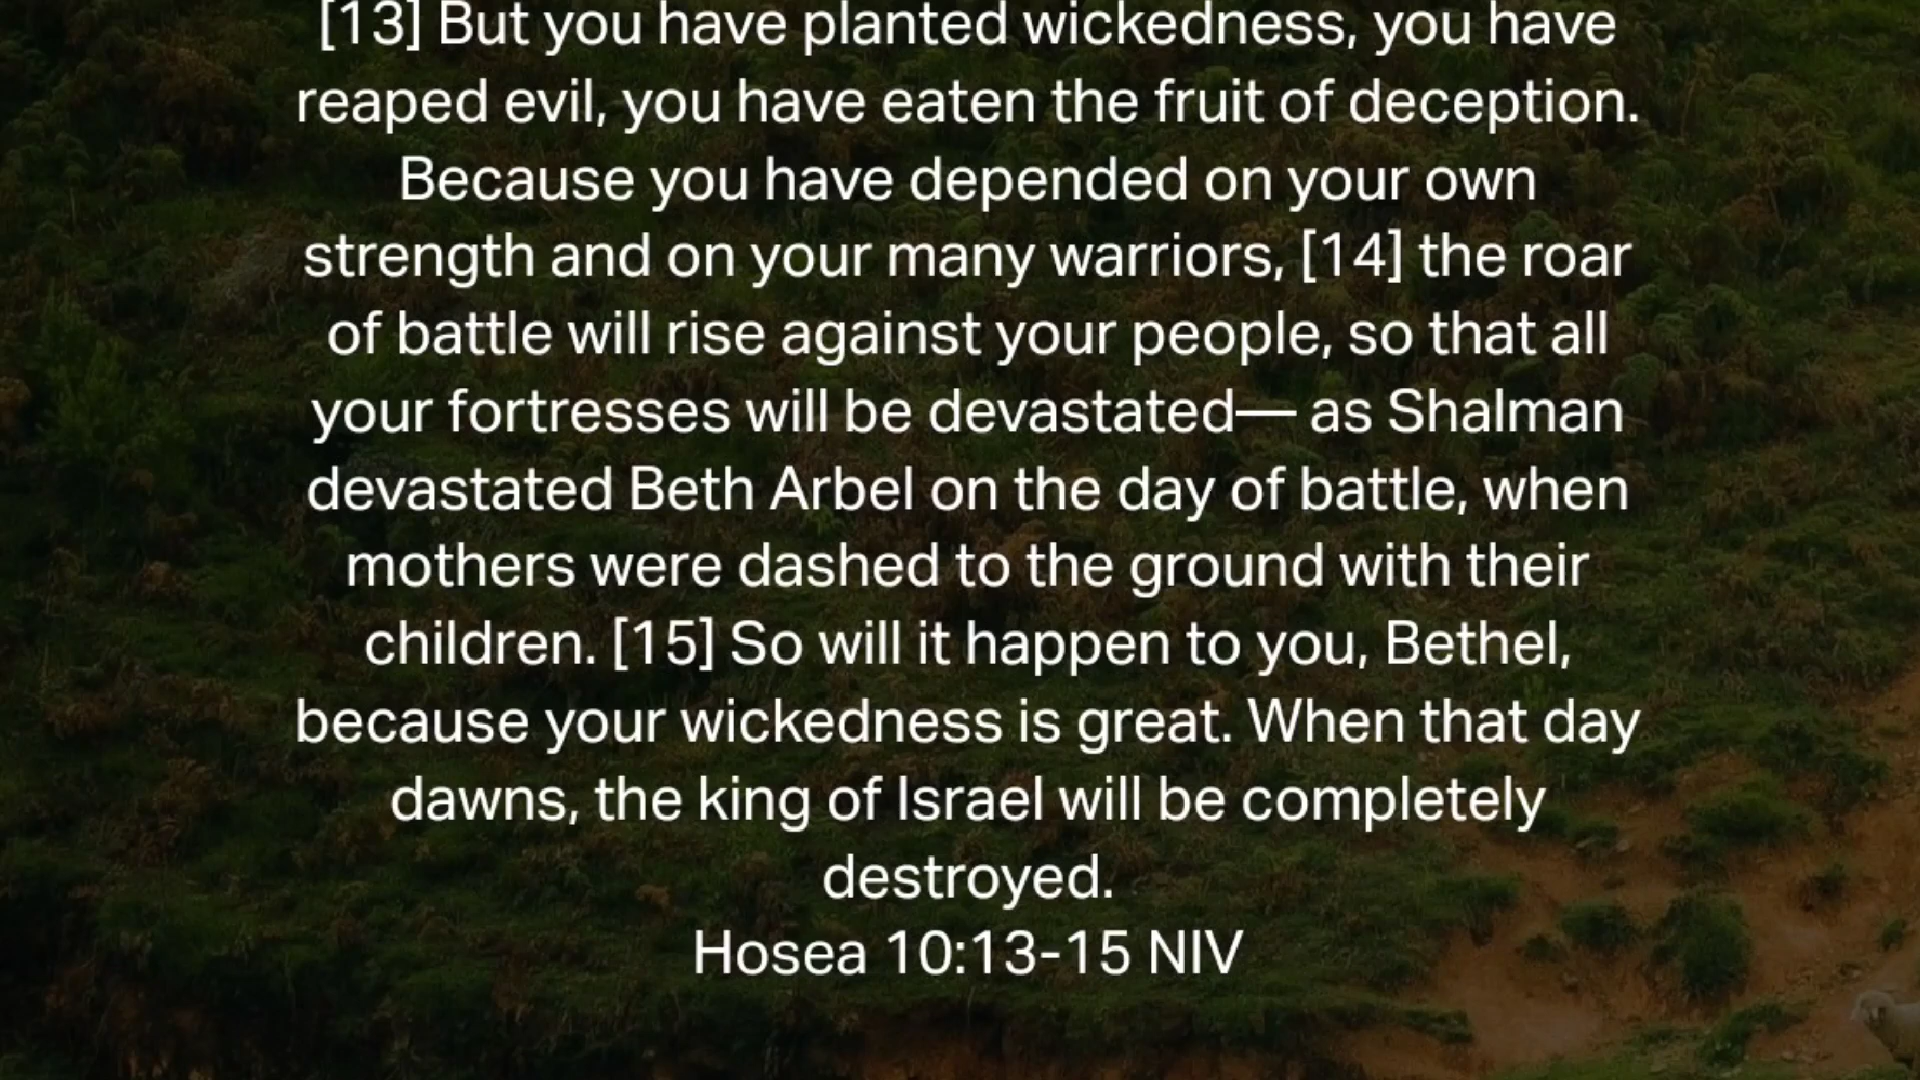 [13] But you have planted wickedness, you have
reaped evil, you have eaten the fruit of deception.
Because you have depended on your own
strength and on your many warriors, [14] the roar
of battle will rise against your people, so that all
your fortresses will be devastated— as Shalman
devastated Beth Arbel on the day of battle, when
mothers were dashed to the ground with their
children. [15] So will it happen to you, Bethel,
because your wickedness is great. When that day
dawns, the king of Israel will be completely
destroyed.
Hosea 10:13-15 NIV